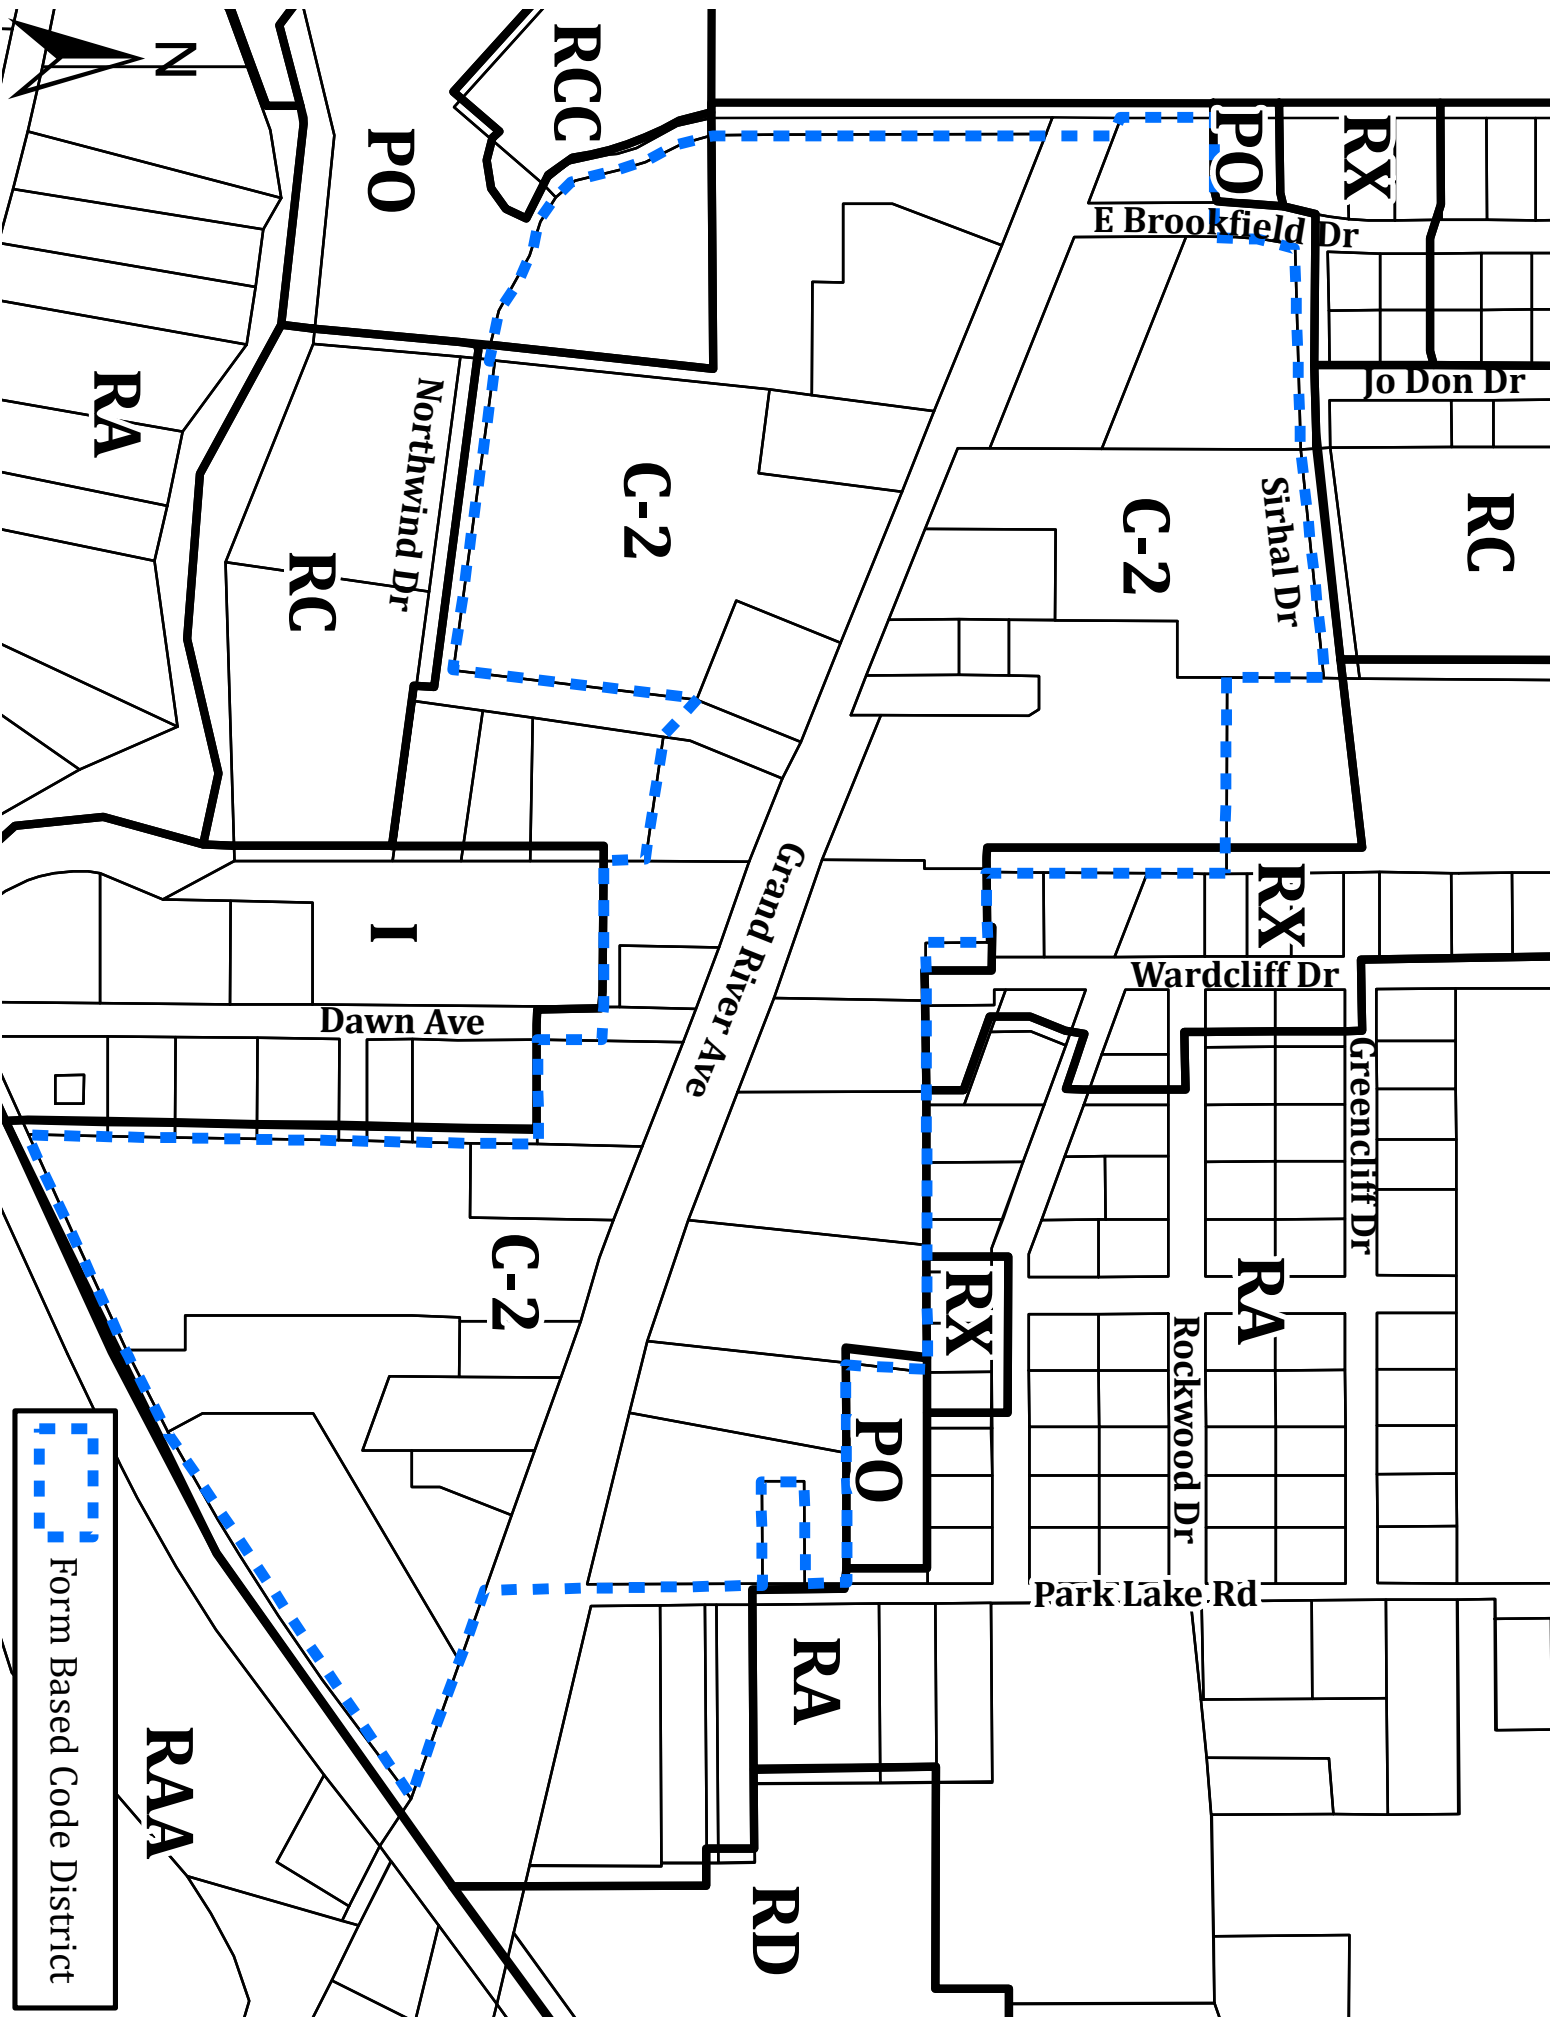 N
RCC
PO
PO
RX
E Brookfield Dr
Jo Don Dr
RA
Northwind Dr
C-2
C-2
Sirhal Dr
RC
RC
Grand River Ave
RX
I
Wardcliff Dr
Dawn Ave
Greencliff Dr
C-2
RX
RA
Rockwood Dr
PO
Park Lake Rd
RA
RAA
RD
Form Based Code District